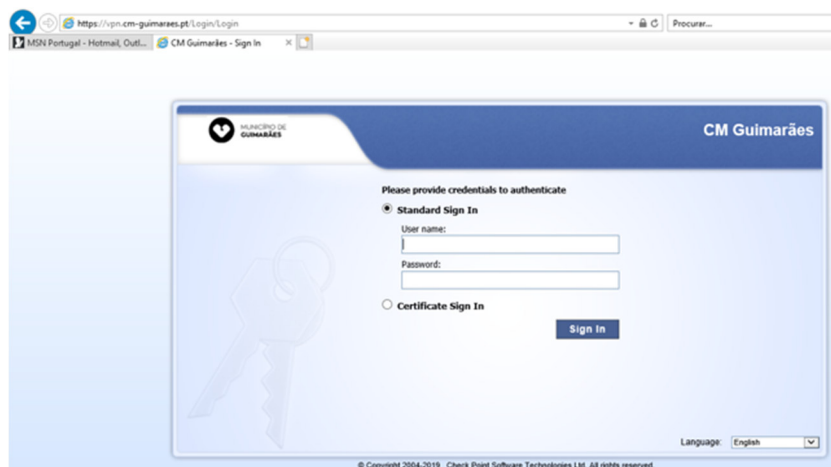 https://vpn.cm-guimaraes.pt/Login/Login
Procurar...
MSN Portugal - Hotmail, Outl...
CM Guimarães - Sign In
MUNICÍPIO DE
GUIMARÃES
CM Guimarães
Please provide credentials to authenticate
Standard Sign In
User name:
Password:
Certificate Sign In
Sign In
Language: English
© Copyright 2004-2019 Check Point Software Technologies Ltd. All rights reserved.